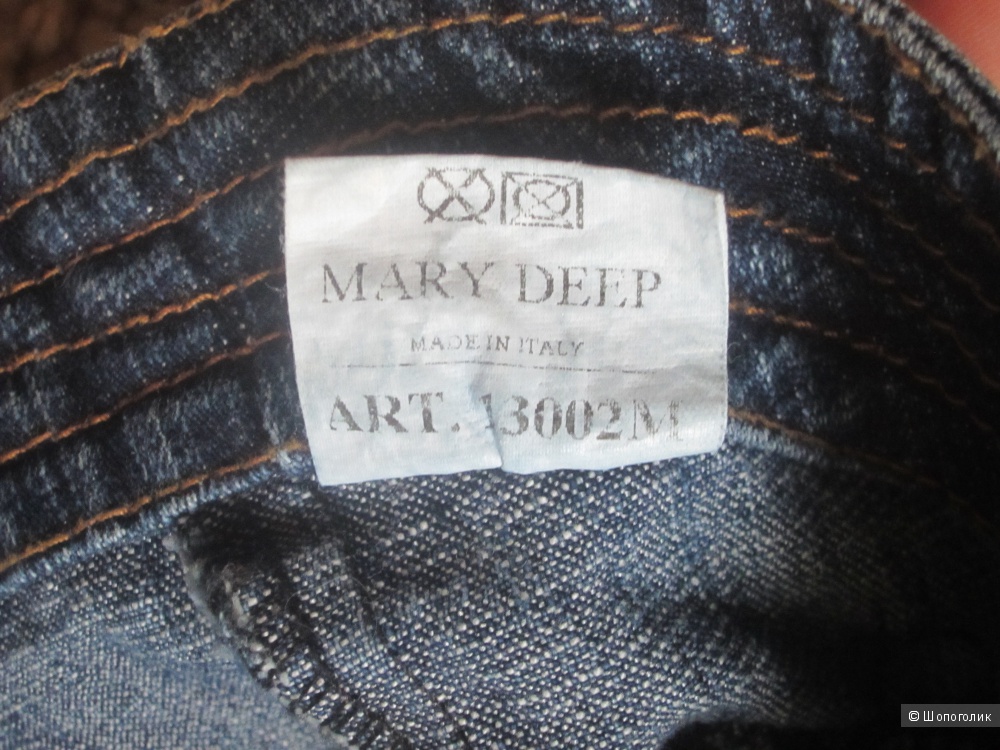 MARY DEEP
MADE IN ITALY
ART. 13002M
© Шопоголик